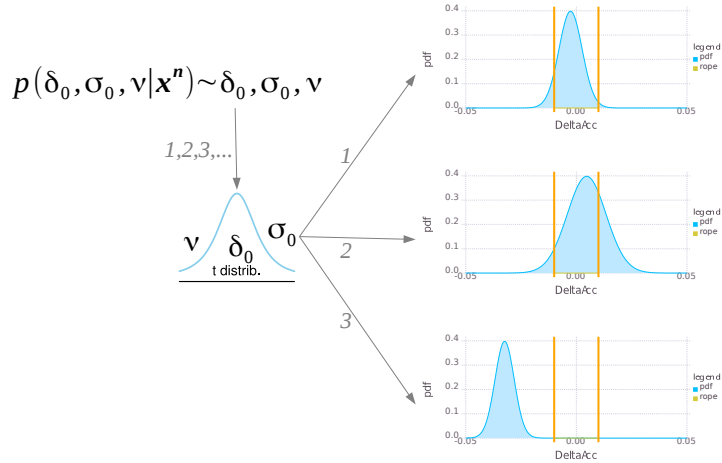 p(δ₀,σ₀,ν|xⁿ)~δ₀,σ₀,ν
1,2,3,...
ν
δ₀
σ₀
t distrib.
1
2
3
0.4
0.3
0.2
0.1
0.0
pdf
-0.05
0.00
0.05
DeltaAcc
legend
pdf
rope
0.4
0.3
0.2
0.1
0.0
pdf
-0.05
0.00
0.05
DeltaAcc
legend
pdf
rope
0.4
0.3
0.2
0.1
0.0
pdf
-0.05
0.00
0.05
DeltaAcc
legend
pdf
rope